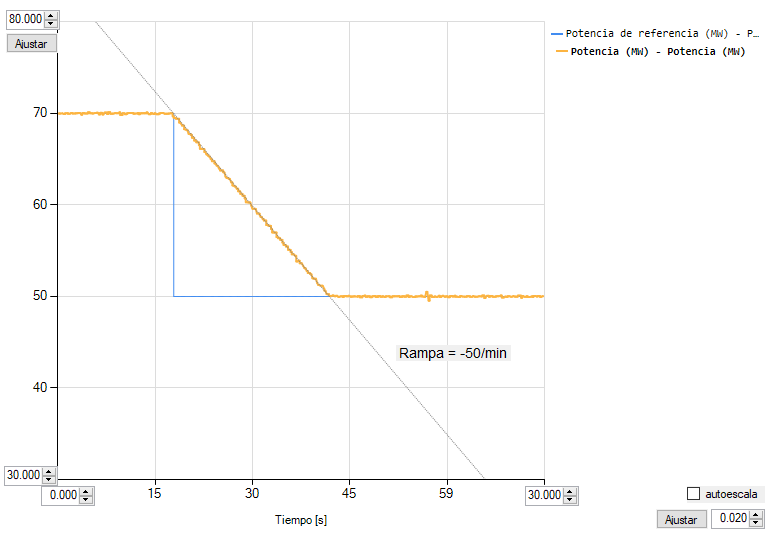 80.000
Ajustar
Potencia de referencia (MW) - P…
Potencia (MW) - Potencia (MW)
70
60
50
Rampa = -50/min
40
30.000
0.000
15
30
45
59
30.000
autoescala
Tiempo [s]
Ajustar
0.020